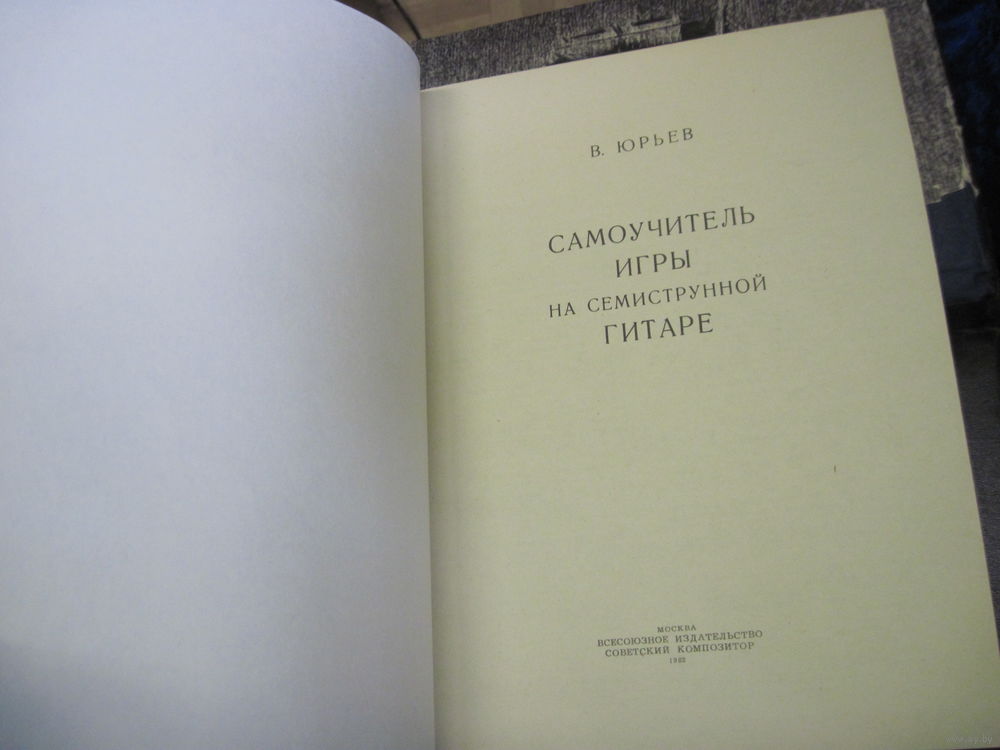 В. ЮРЬЕВ
САМОУЧИТЕЛЬ
ИГРЫ
НА СЕМИСТРУННОЙ
ГИТАРЕ
МОСКВА
ВСЕСОЮЗНОЕ ИЗДАТЕЛЬСТВО
СОВЕТСКИЙ КОМПОЗИТОР